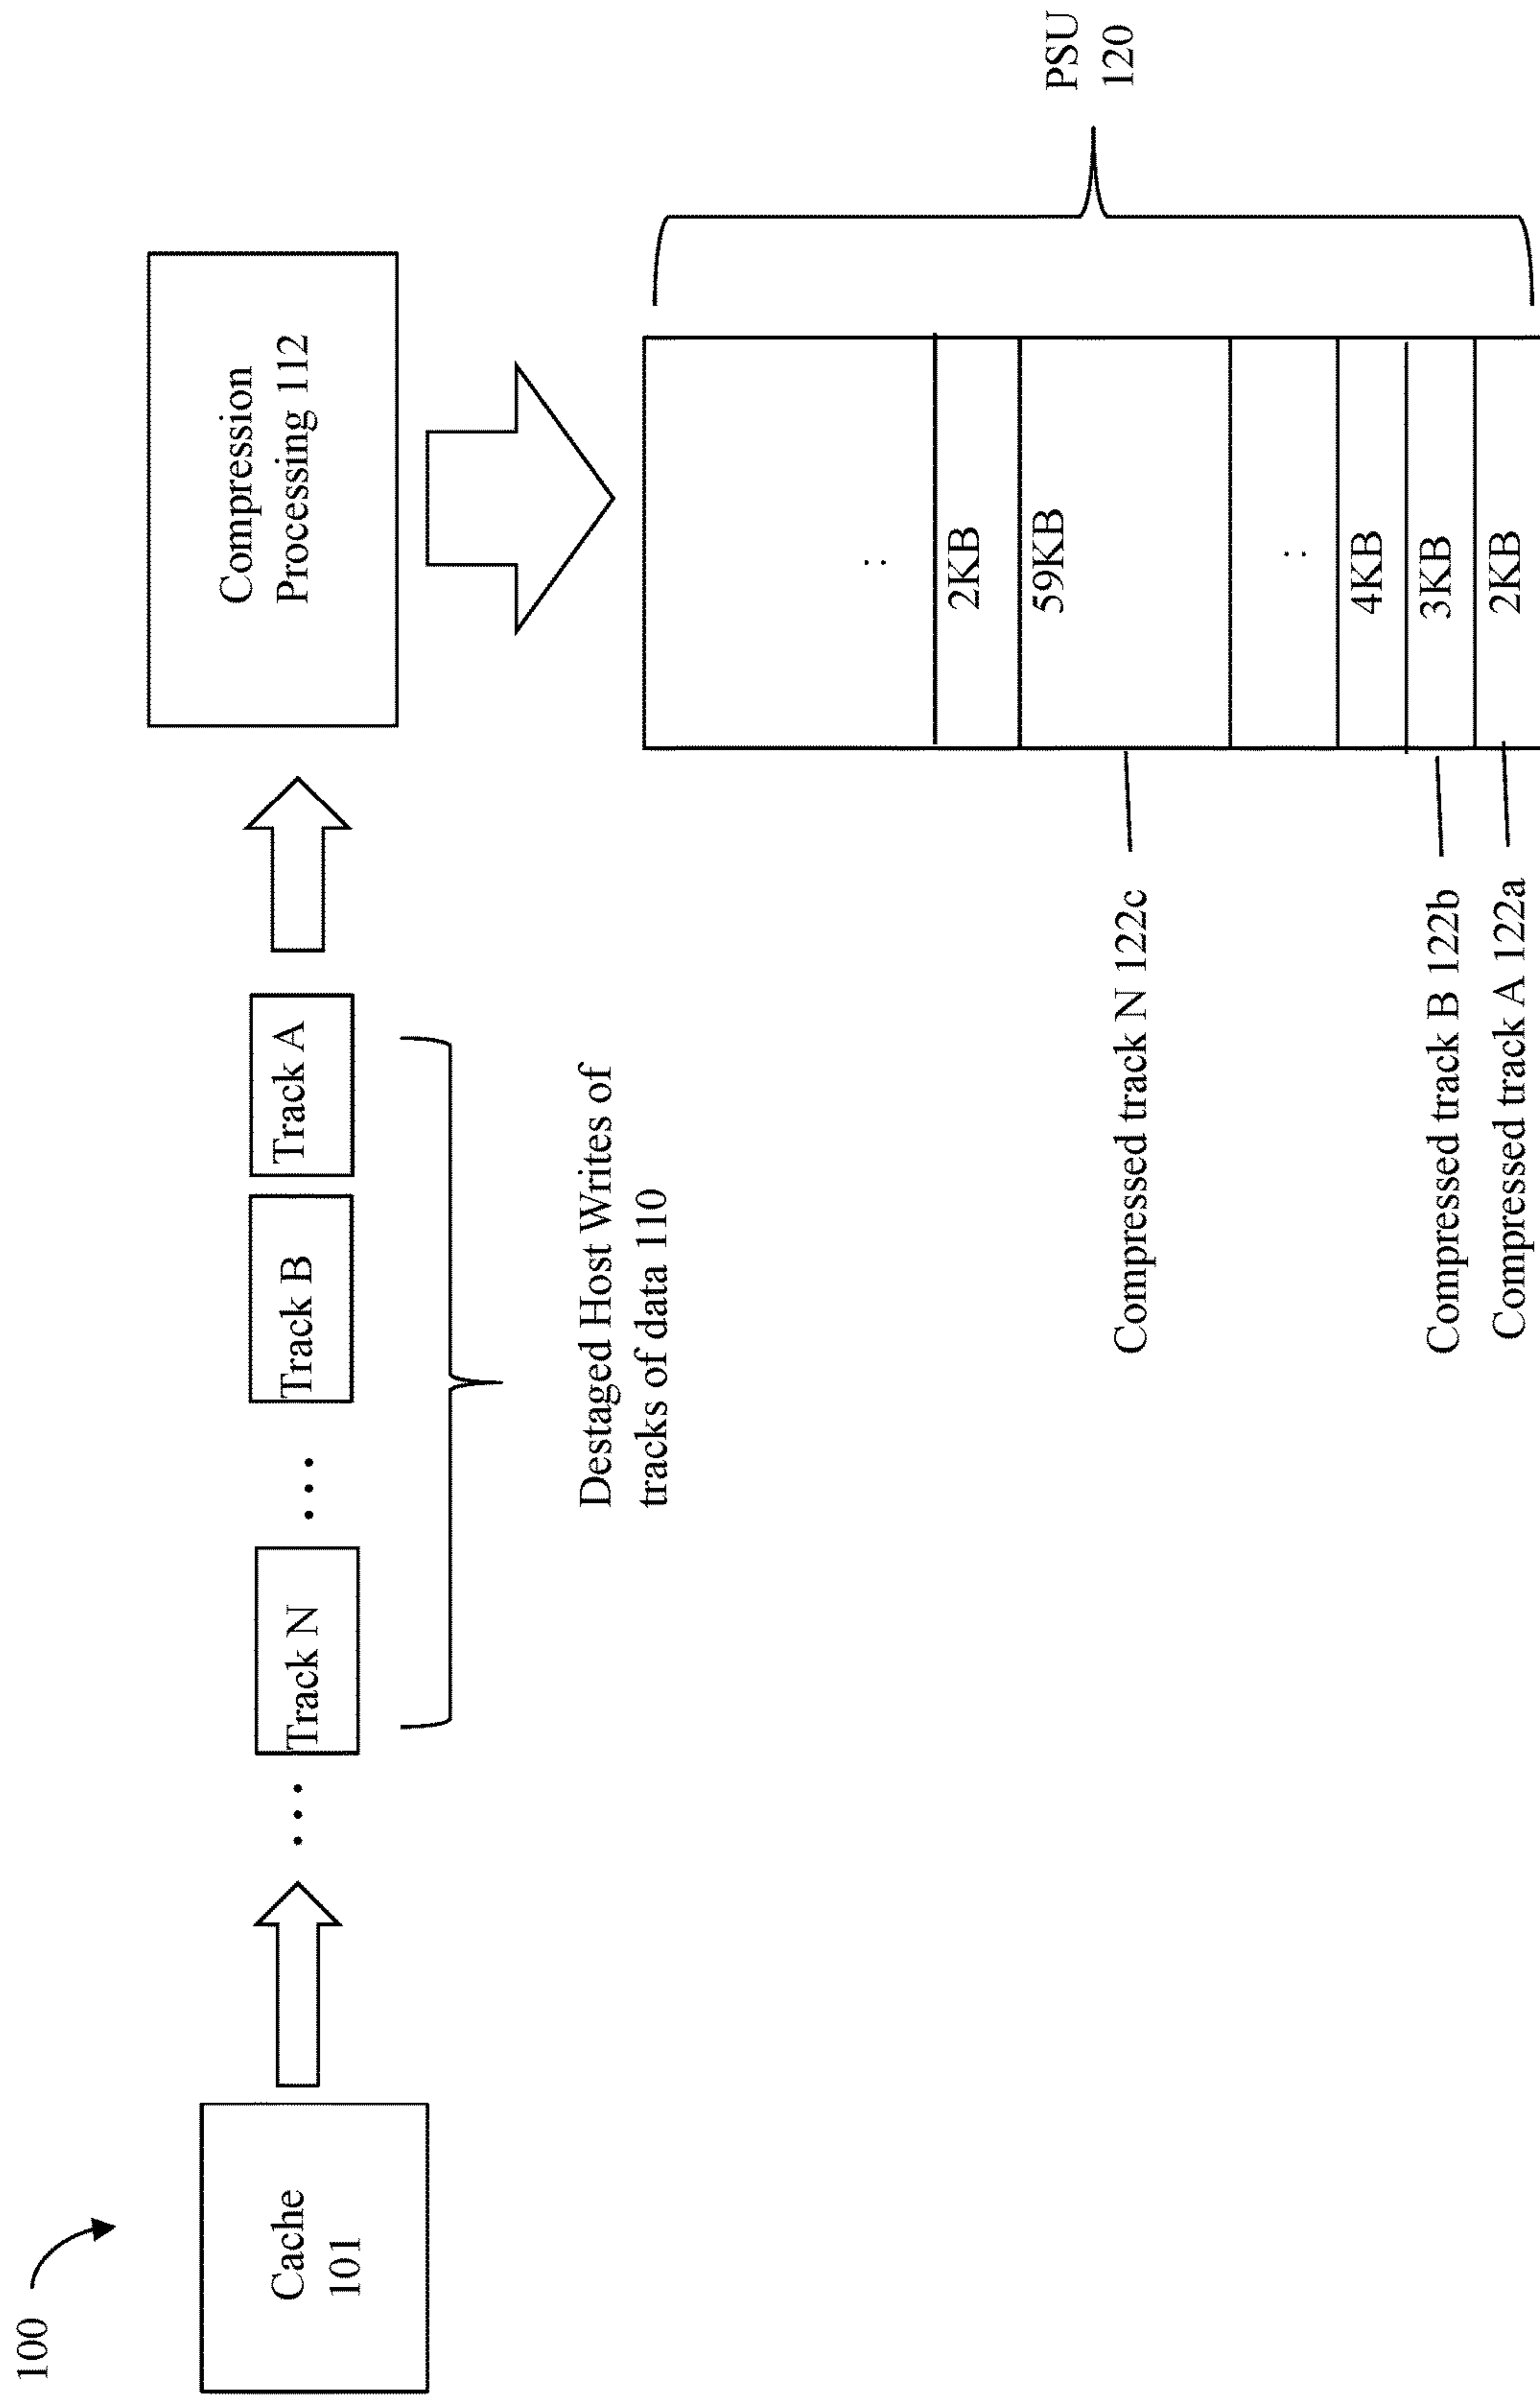 100
Cache
101
...
Track N
...
Track B
Track A
Destaged Host Writes of
tracks of data 110
Compression
Processing 112
:
2KB
59KB
:
4KB
3KB
2KB
PSU
120
Compressed track N 122c
Compressed track B 122b
Compressed track A 122a